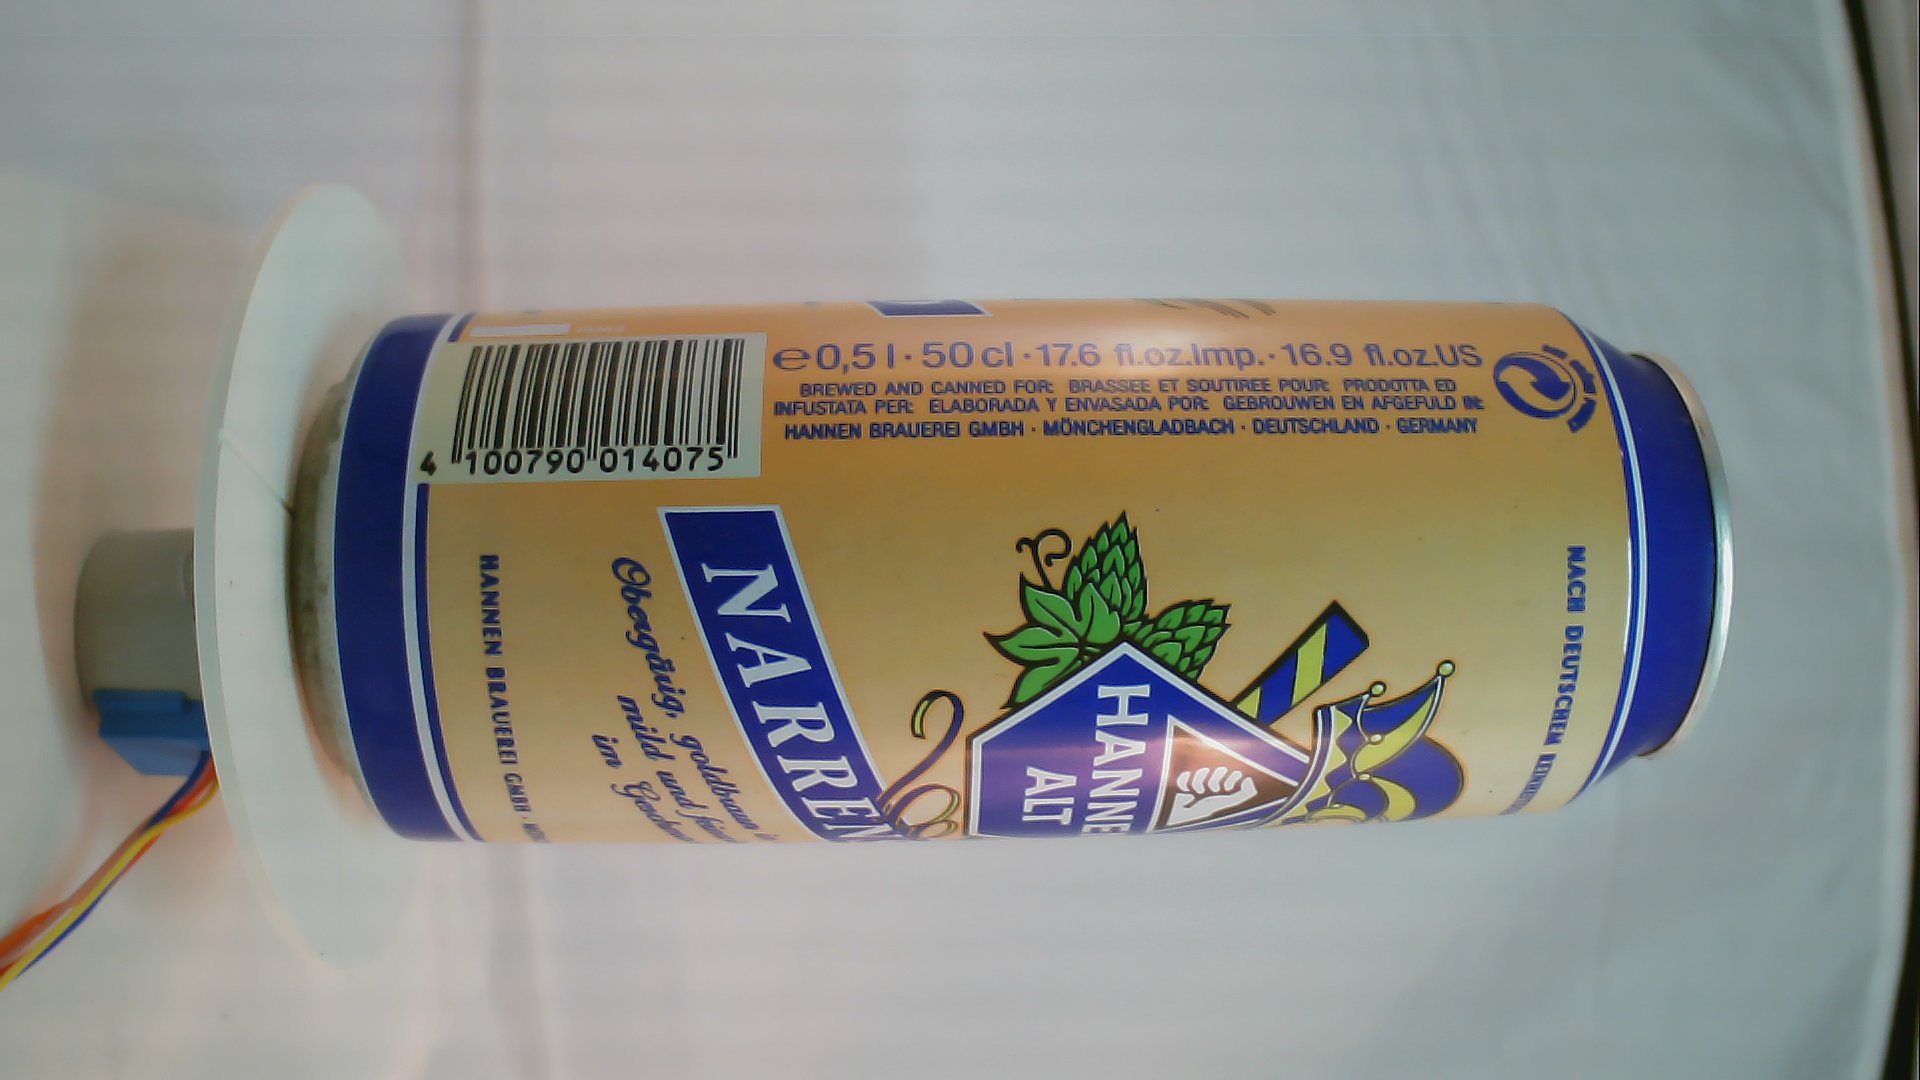 e 0,5 l · 50 cl · 17.6 fl.oz.Imp. · 16.9 fl.oz.US
BREWED AND CANNED FOR: BRASSEE ET SOUTIREE POUR: PRODOTTA ED
INFUSTATA PER: ELABORADA Y ENVASADA POR: GEBROUWEN EN AFGEFULD IN:
HANNEN BRAUEREI GMBH · MÖNCHENGLADBACH · DEUTSCHLAND · GERMANY
4 100790 014075
NACH DEUTSCHEM
HANNE
ALT
NARREN
Obergärig, goldbraun
mild und
im
HANNEN BRAUEREI GMBH ·